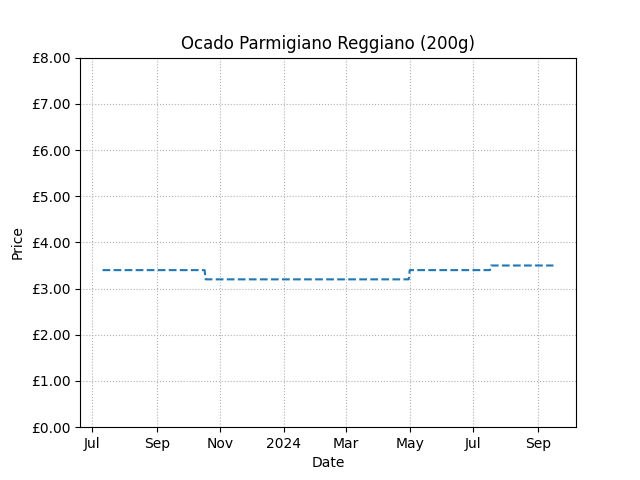 Ocado Parmigiano Reggiano (200g)
£8.00
£7.00
£6.00
£5.00
£4.00
£3.00
£2.00
£1.00
£0.00
Price
Jul Sep Nov 2024 Mar May Jul Sep
Date